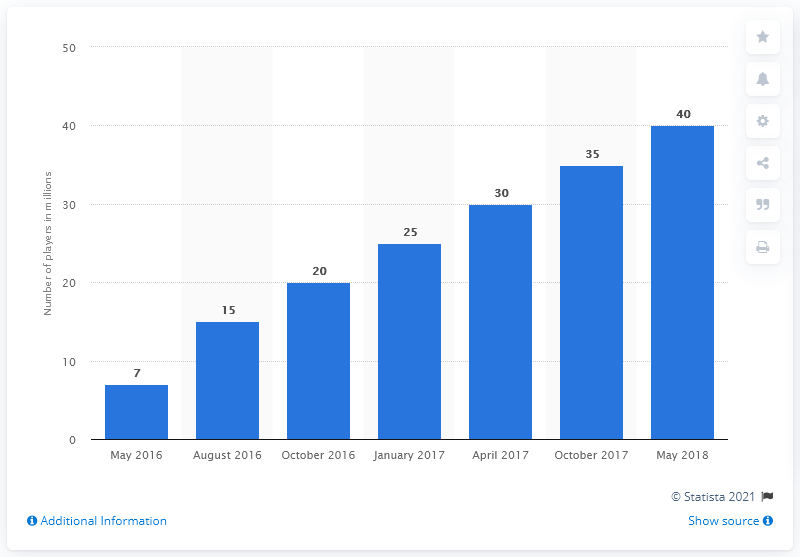 50
40
30
20
10
0
Number of players in millions
7
15
20
25
30
35
40
May 2016
August 2016
October 2016
January 2017
April 2017
October 2017
May 2018
© Statista 2021
Additional Information
Show source